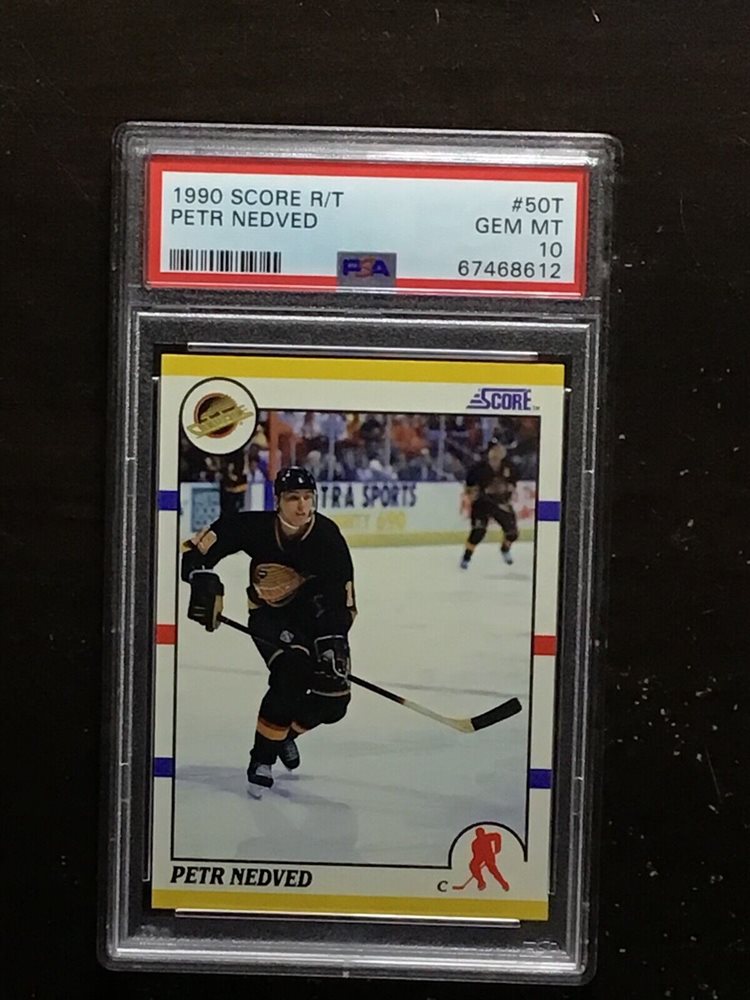 1990 SCORE R/T
PETR NEDVED
#50T
GEM MT
10
67468612
PSA
SCORE
TRA SPORTS
PETR NEDVED
C